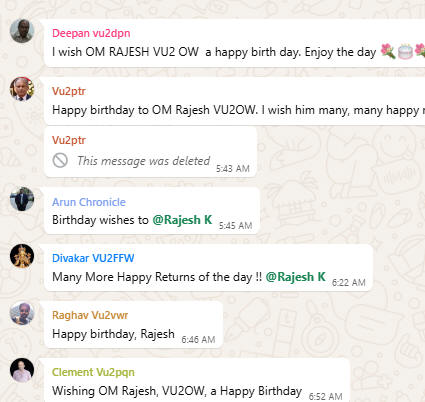 Deepan vu2dpn
I wish OM RAJESH VU2 OW a happy birth day. Enjoy the day 💐🎂💐
Vu2ptr
Happy birthday to OM Rajesh VU2OW. I wish him many, many happy
Vu2ptr
This message was deleted 5:43 AM
Arun Chronicle
Birthday wishes to @Rajesh K 5:45 AM
Divakar VU2FFW
Many More Happy Returns of the day !! @Rajesh K 6:22 AM
Raghav Vu2vwr
Happy birthday, Rajesh 6:46 AM
Clement Vu2pqn
Wishing OM Rajesh, VU2OW, a Happy Birthday 6:52 AM